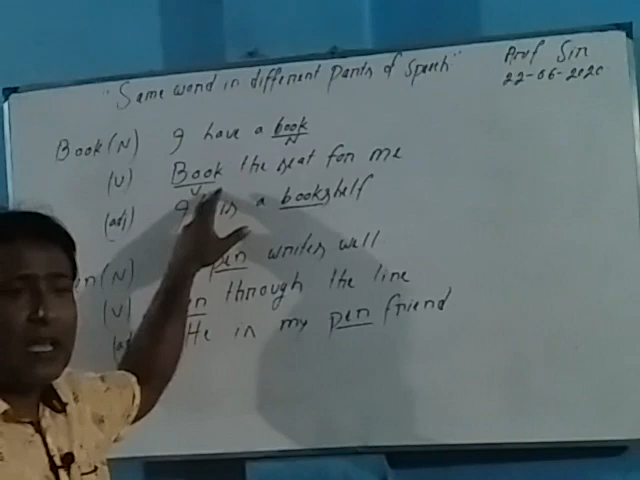 "Same word in different parts of speech"
Prof Sir
22-06-2020
Book (N) I have a book
N
(V) Book the seat for me
V
(adj) is a bookshelf
(N) pen writes well
(V) through the line
He is my pen friend